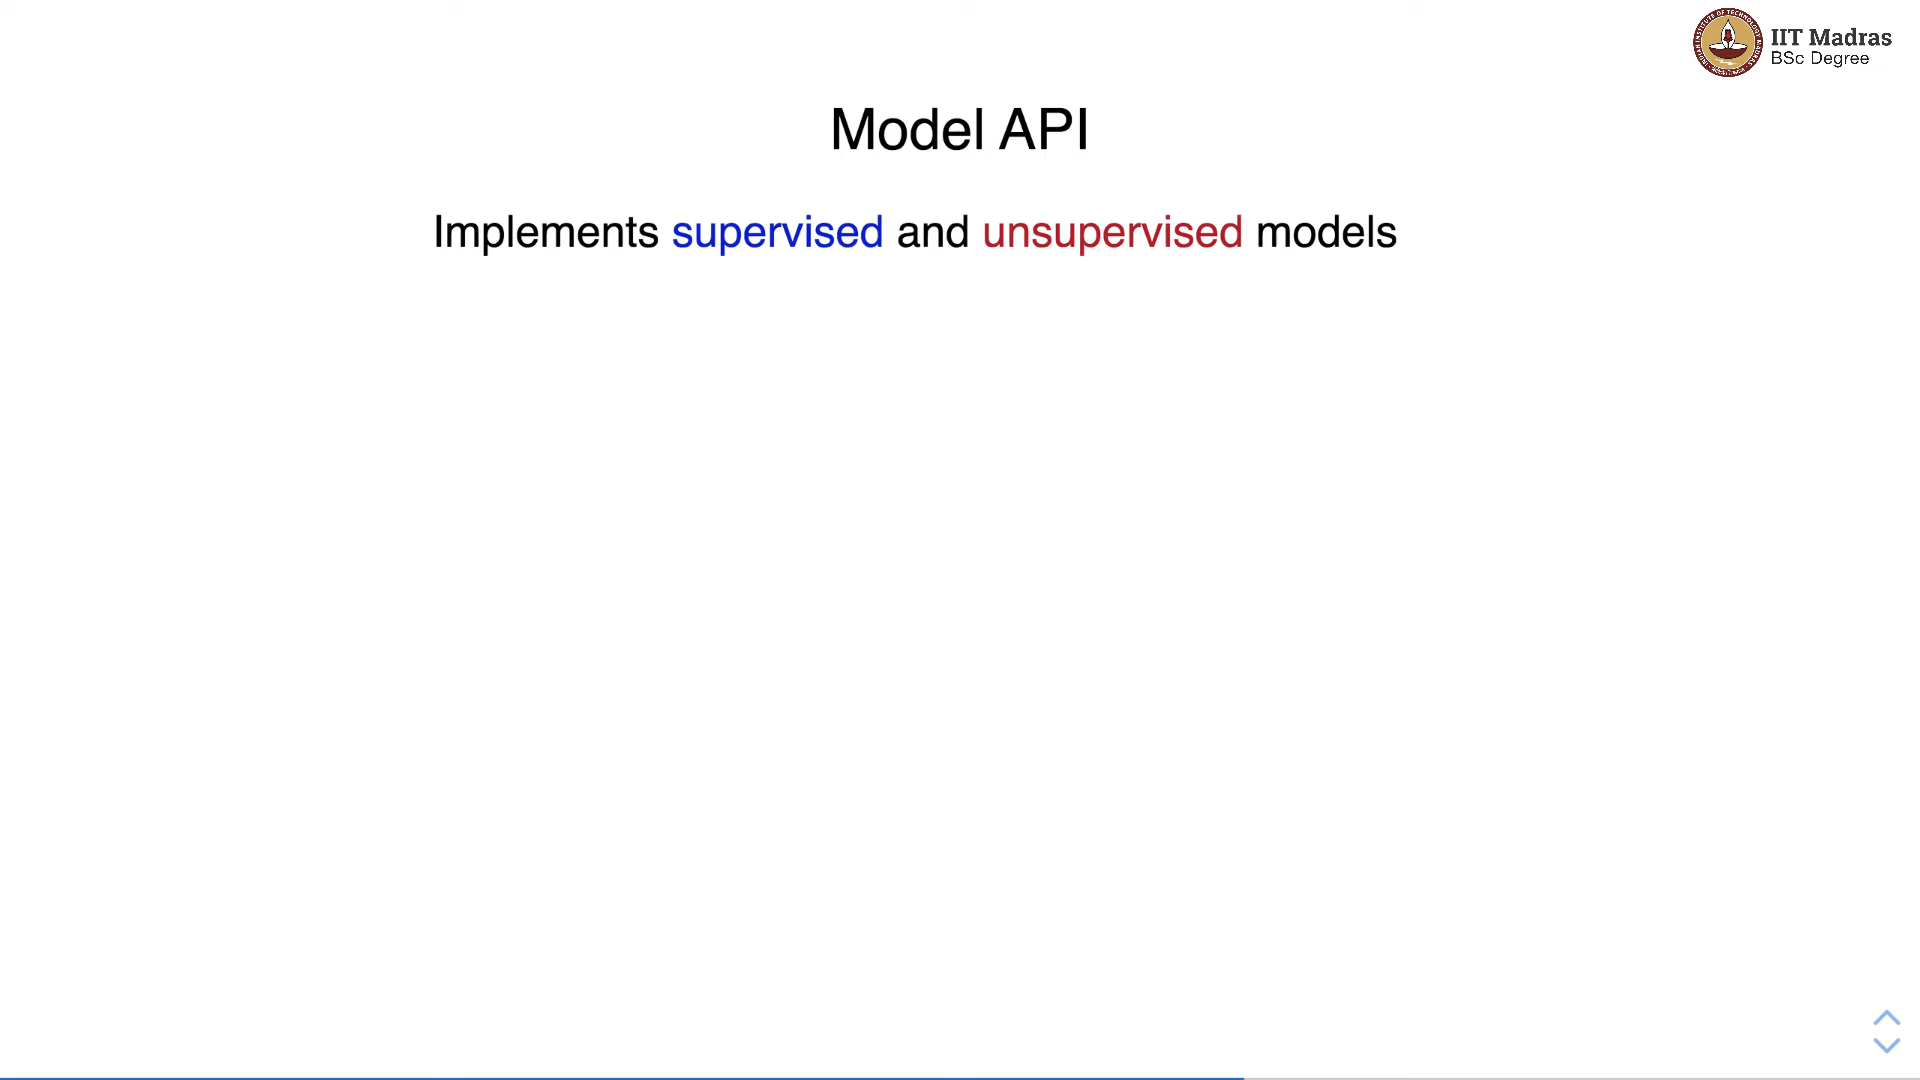 IIT Madras
BSc Degree
Model API
Implements supervised and unsupervised models